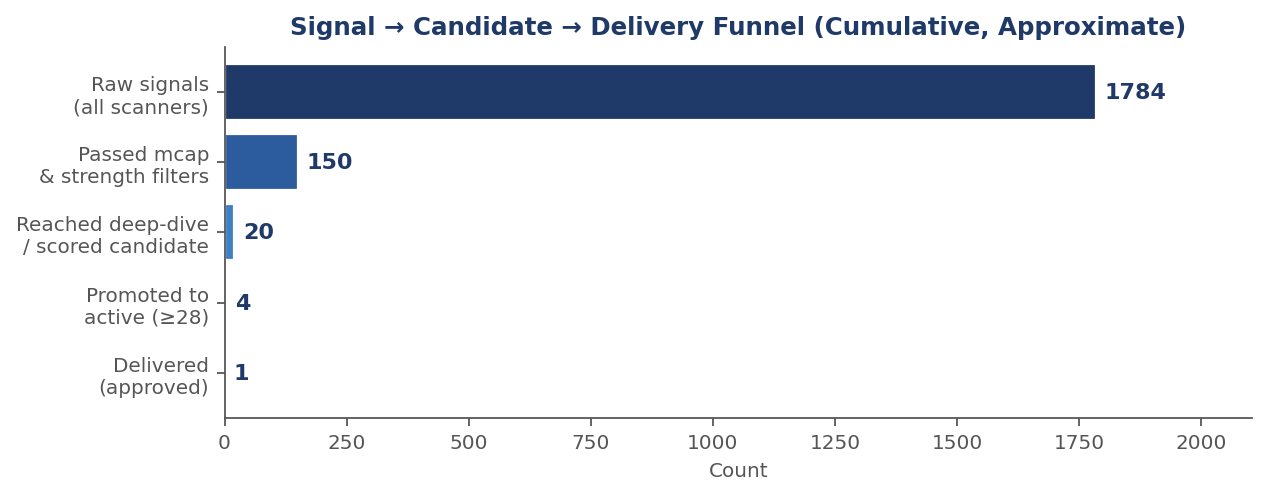 Signal → Candidate → Delivery Funnel (Cumulative, Approximate)
Raw signals
(all scanners)
1784
Passed mcap
& strength filters
150
Reached deep-dive
/ scored candidate
20
Promoted to
active (≥28)
4
Delivered
(approved)
1
0 250 500 750 1000 1250 1500 1750 2000
Count